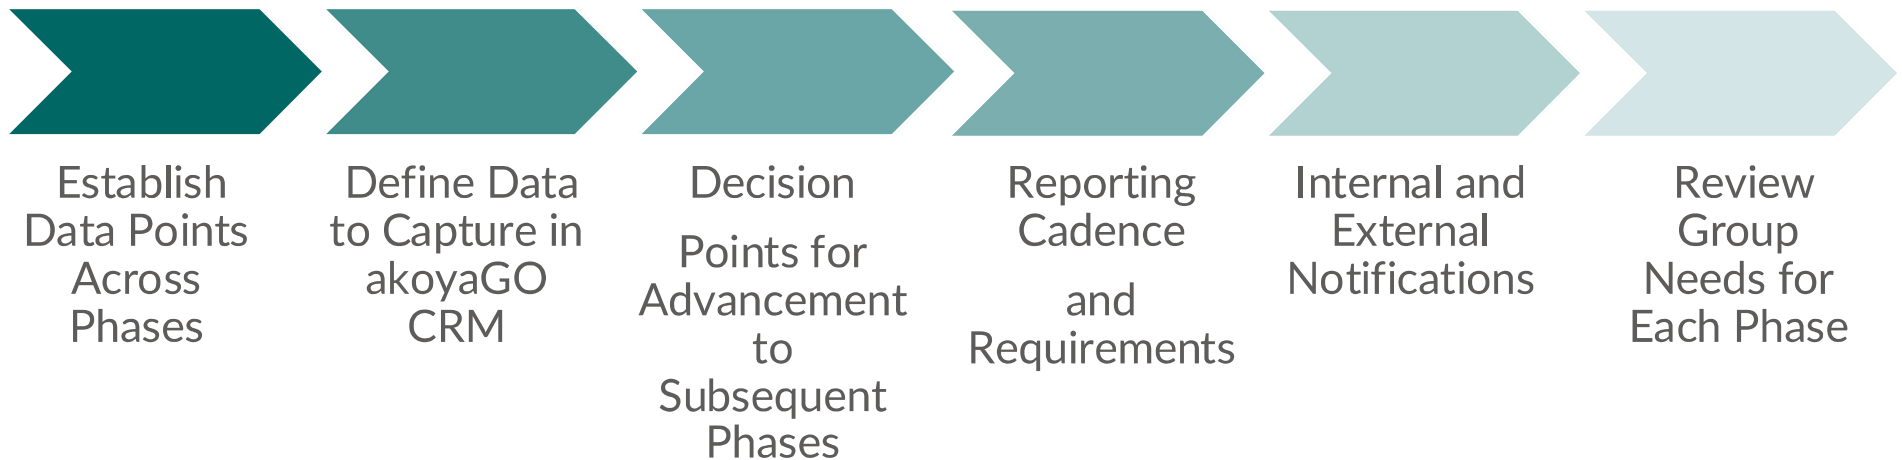 Establish
Data Points
Across
Phases
Define Data
to Capture in
akoyaGO
CRM
Decision
Points for
Advancement
to
Subsequent
Phases
Reporting
Cadence
and
Requirements
Internal and
External
Notifications
Review
Group
Needs for
Each Phase